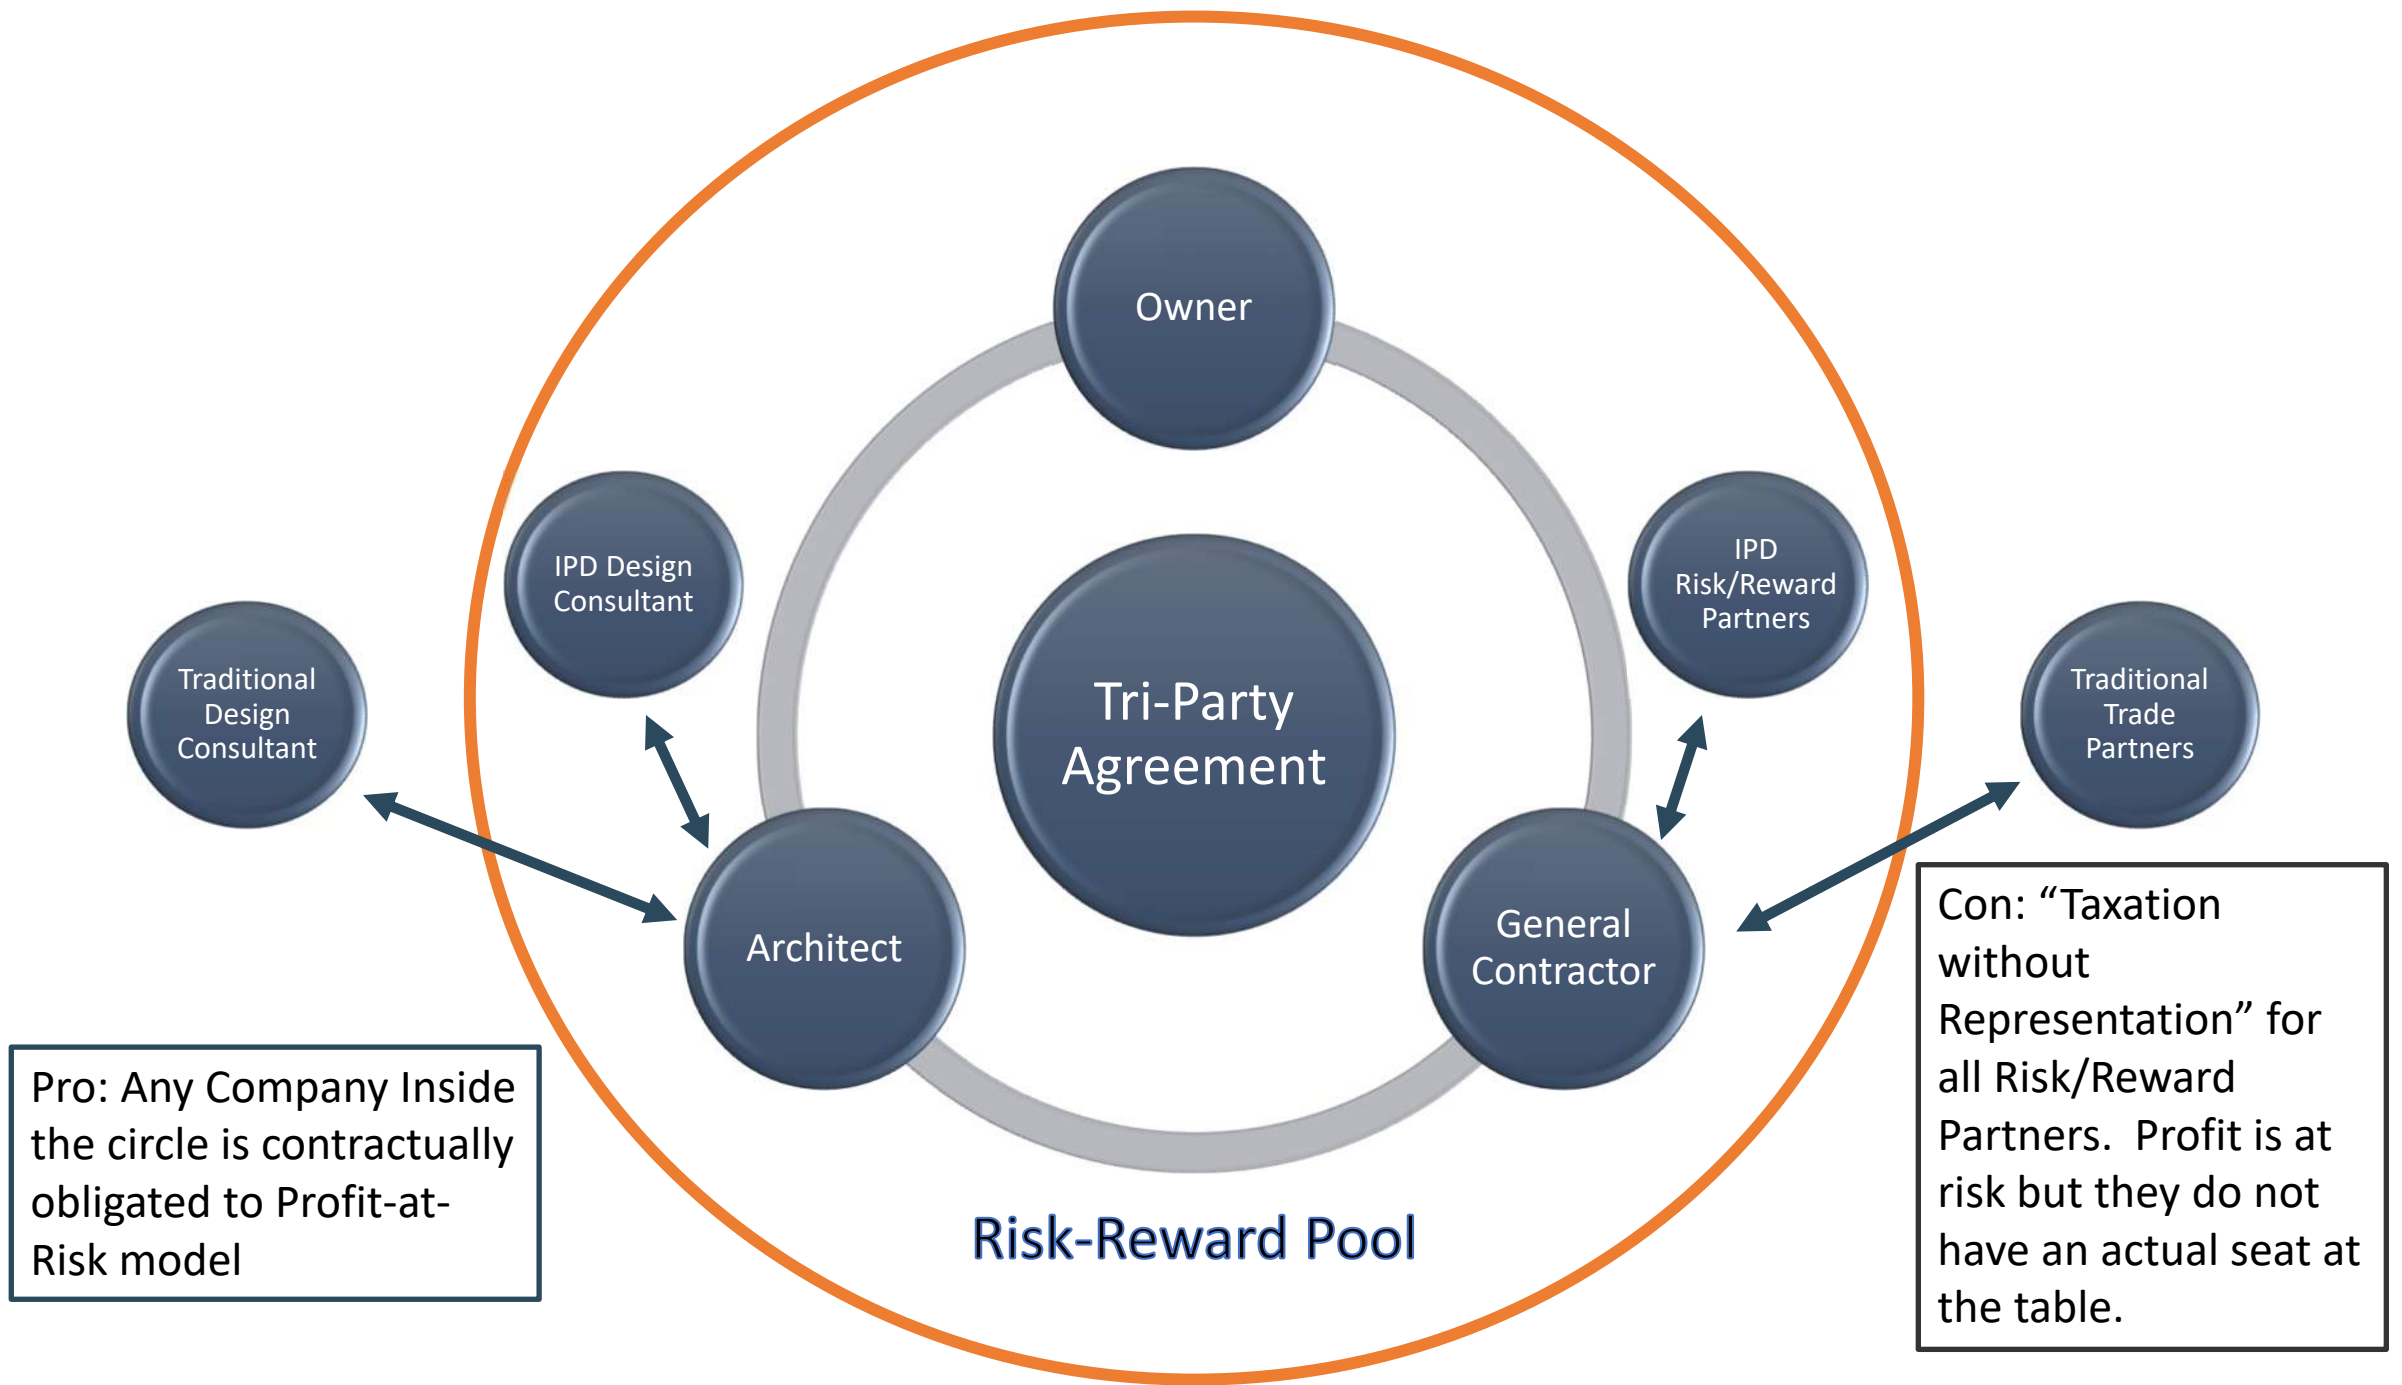 Owner
IPD Design
Consultant
IPD
Risk/Reward
Partners
Traditional
Design
Consultant
Tri-Party
Agreement
Traditional
Trade
Partners
Architect
General
Contractor
Pro: Any Company Inside
the circle is contractually
obligated to Profit-at-
Risk model
Risk-Reward Pool
Con: “Taxation
without
Representation” for
all Risk/Reward
Partners.  Profit is at
risk but they do not
have an actual seat at
the table.